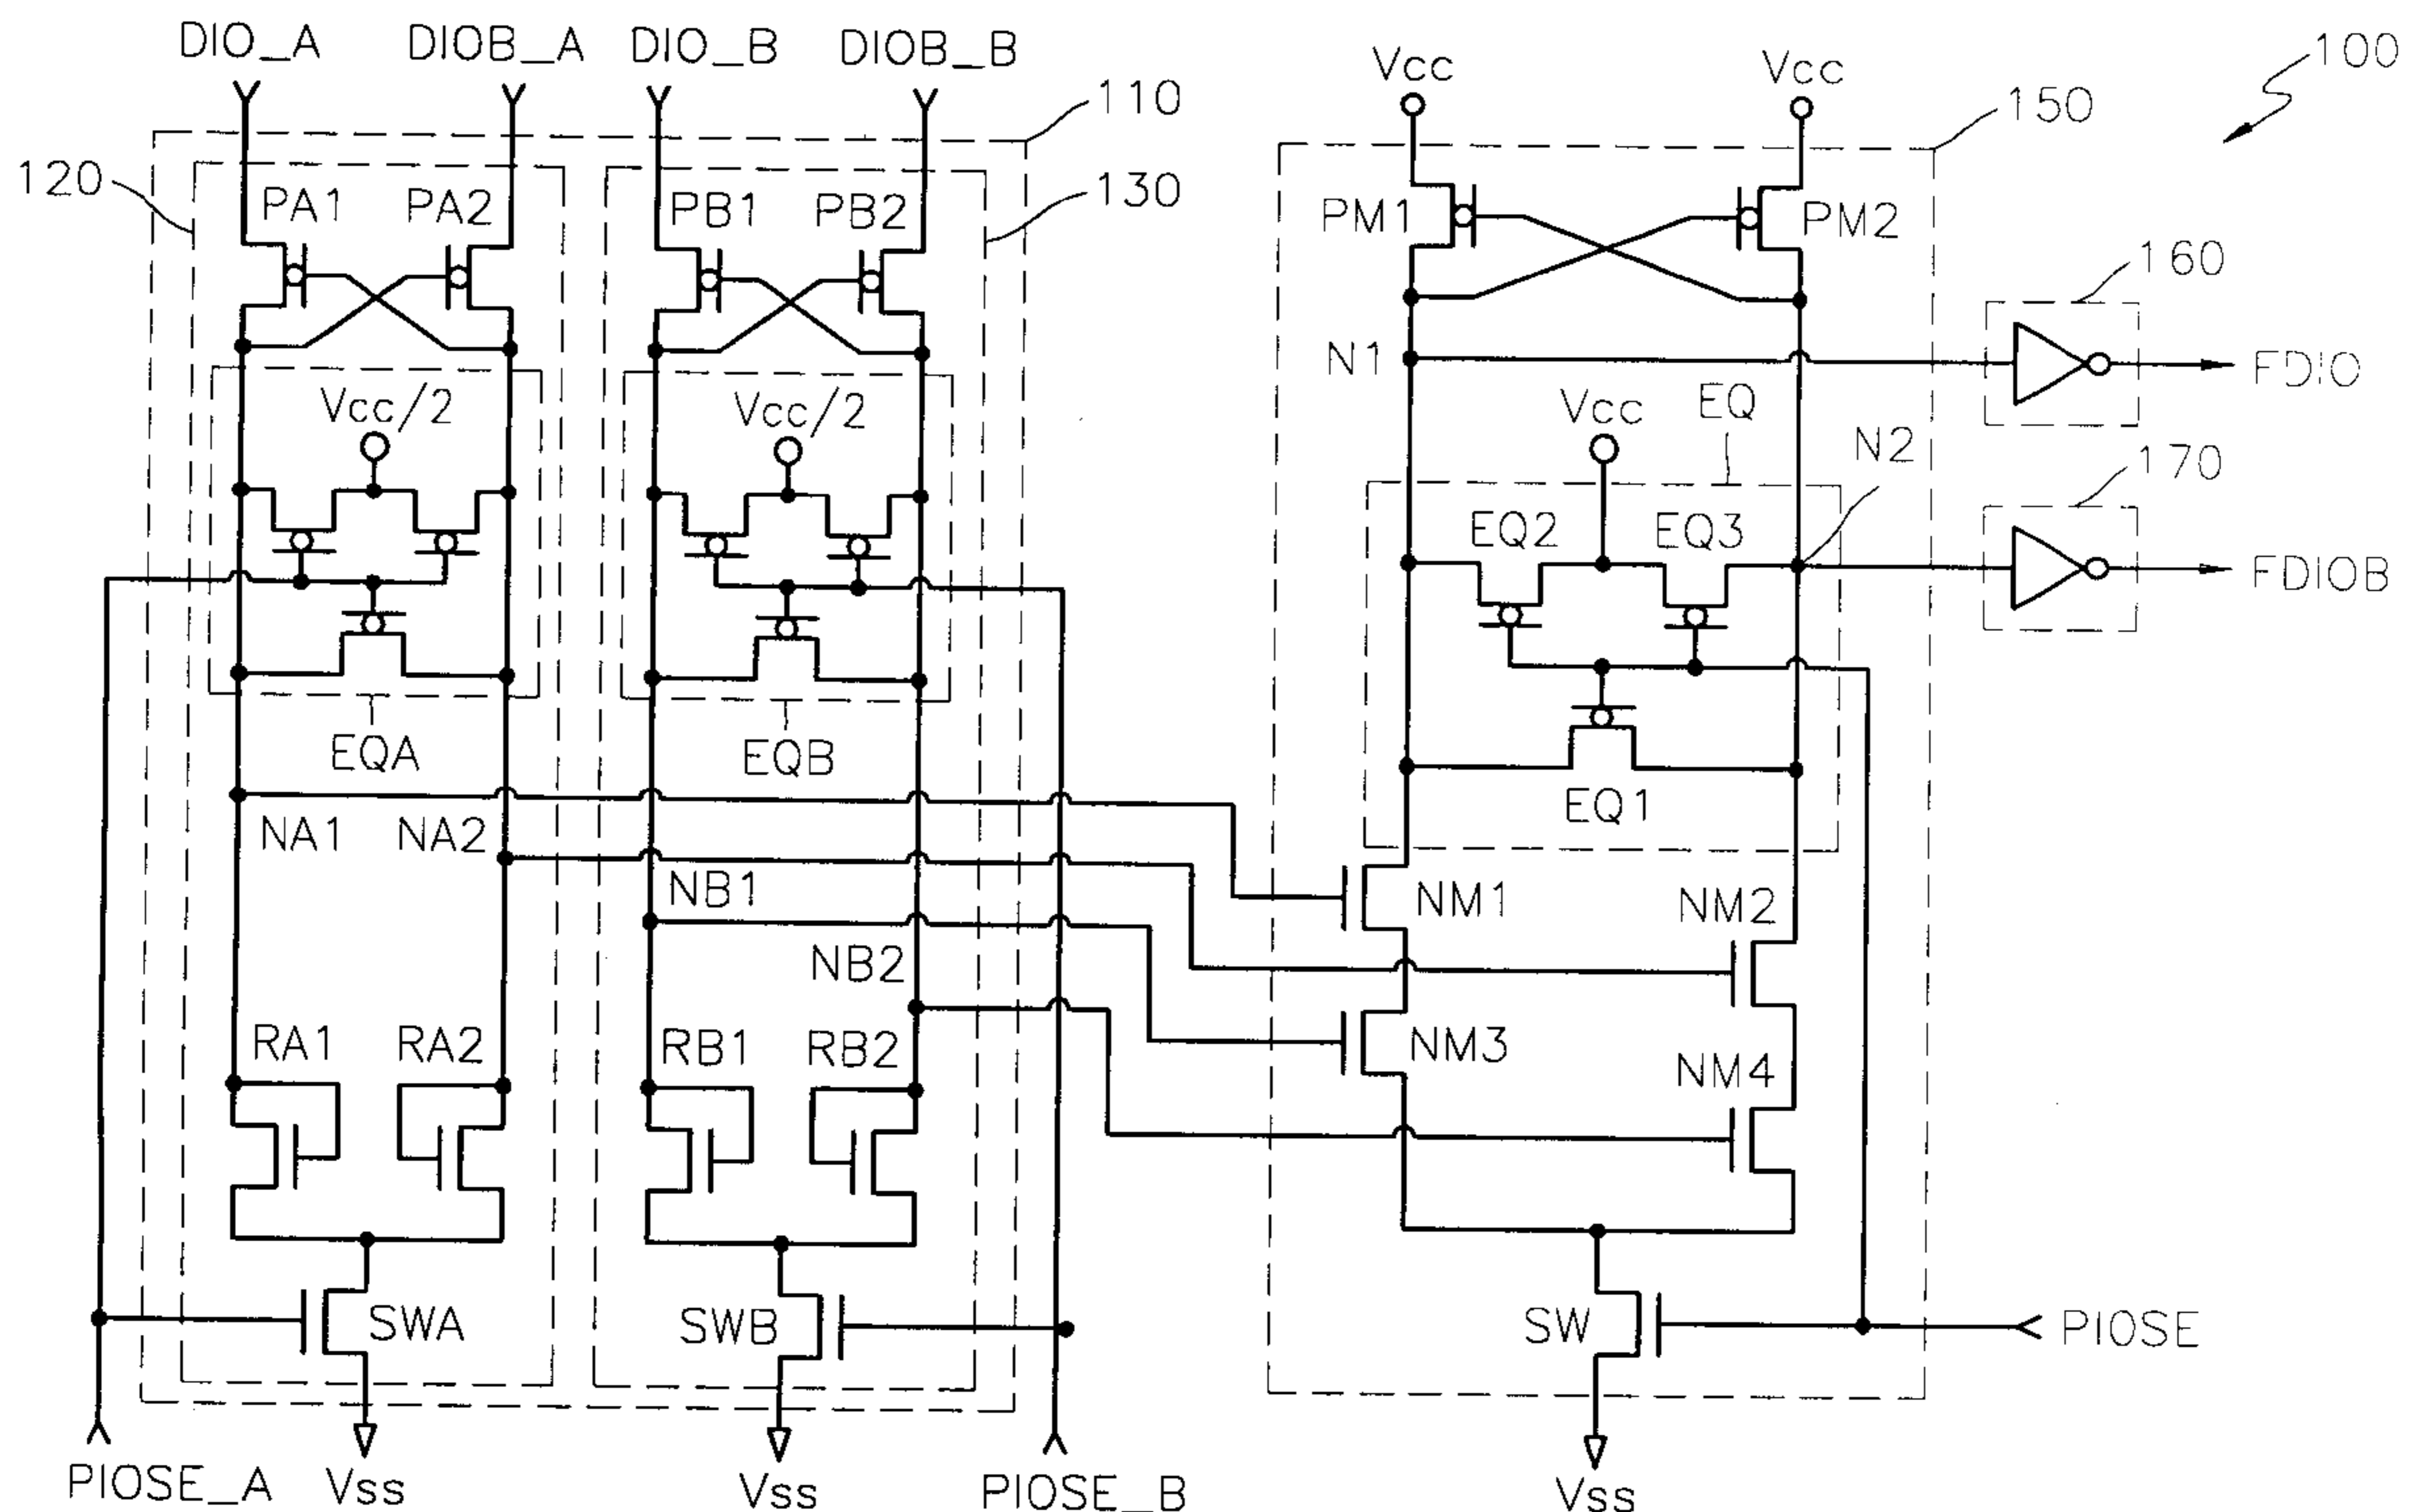 DIO_A
DIOB_A
DIO_B
DIOB_B
Vcc
Vcc
100
110
150
120
PA1
PA2
PB1
PB2
130
PM1
PM2
160
N1
FDIO
Vcc/2
Vcc/2
Vcc
EQ
N2
170
EQ2
EQ3
FDIOB
EQA
EQB
EQ1
NA1
NA2
NB1
NM1
NM2
NB2
RA1
RA2
RB1
RB2
NM3
NM4
SWA
SWB
SW
PIOSE
PIOSE_A
Vss
Vss
PIOSE_B
Vss